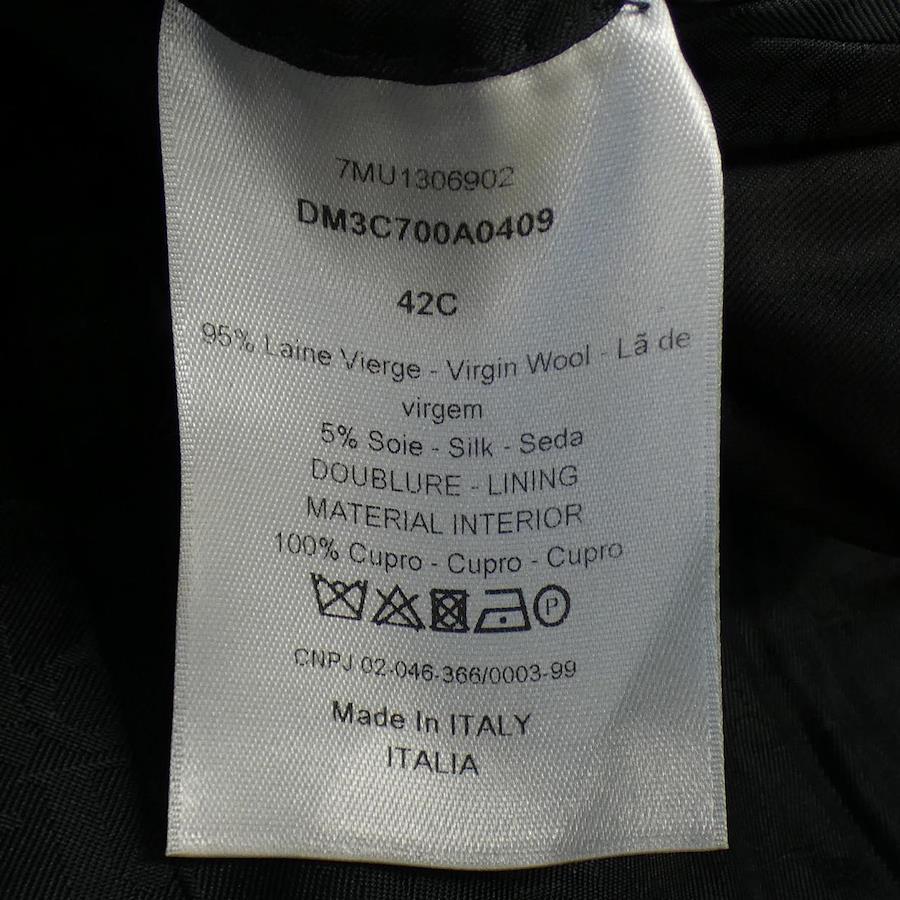 7MU1306902
DM3C700A0409
42C
95% Laine Vierge - Virgin Wool - Lã de
virgem
5% Soie - Silk - Seda
DOUBLURE - LINING
MATERIAL INTERIOR
100% Cupro - Cupro - Cupro
P
CNPJ 02-046-366/0003-99
Made In ITALY
ITALIA